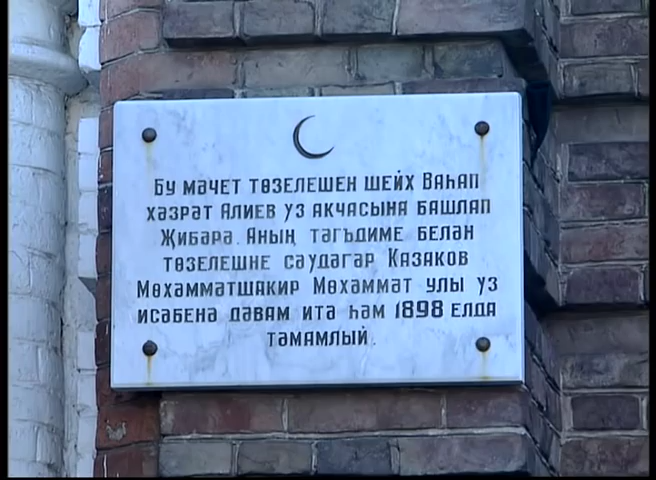 Бу мәчет төзелешен шейх Ваһап
хәзрәт Алиев үз акчасына башлап
җибәрә. Аның тәгъдиме белән
төзелешне сәүдәгәр Казаков
Мөхәммәтшакир Мөхәммәт улы үз
исәбенә дәвам итә һәм 1898 елда
тәмамлый.